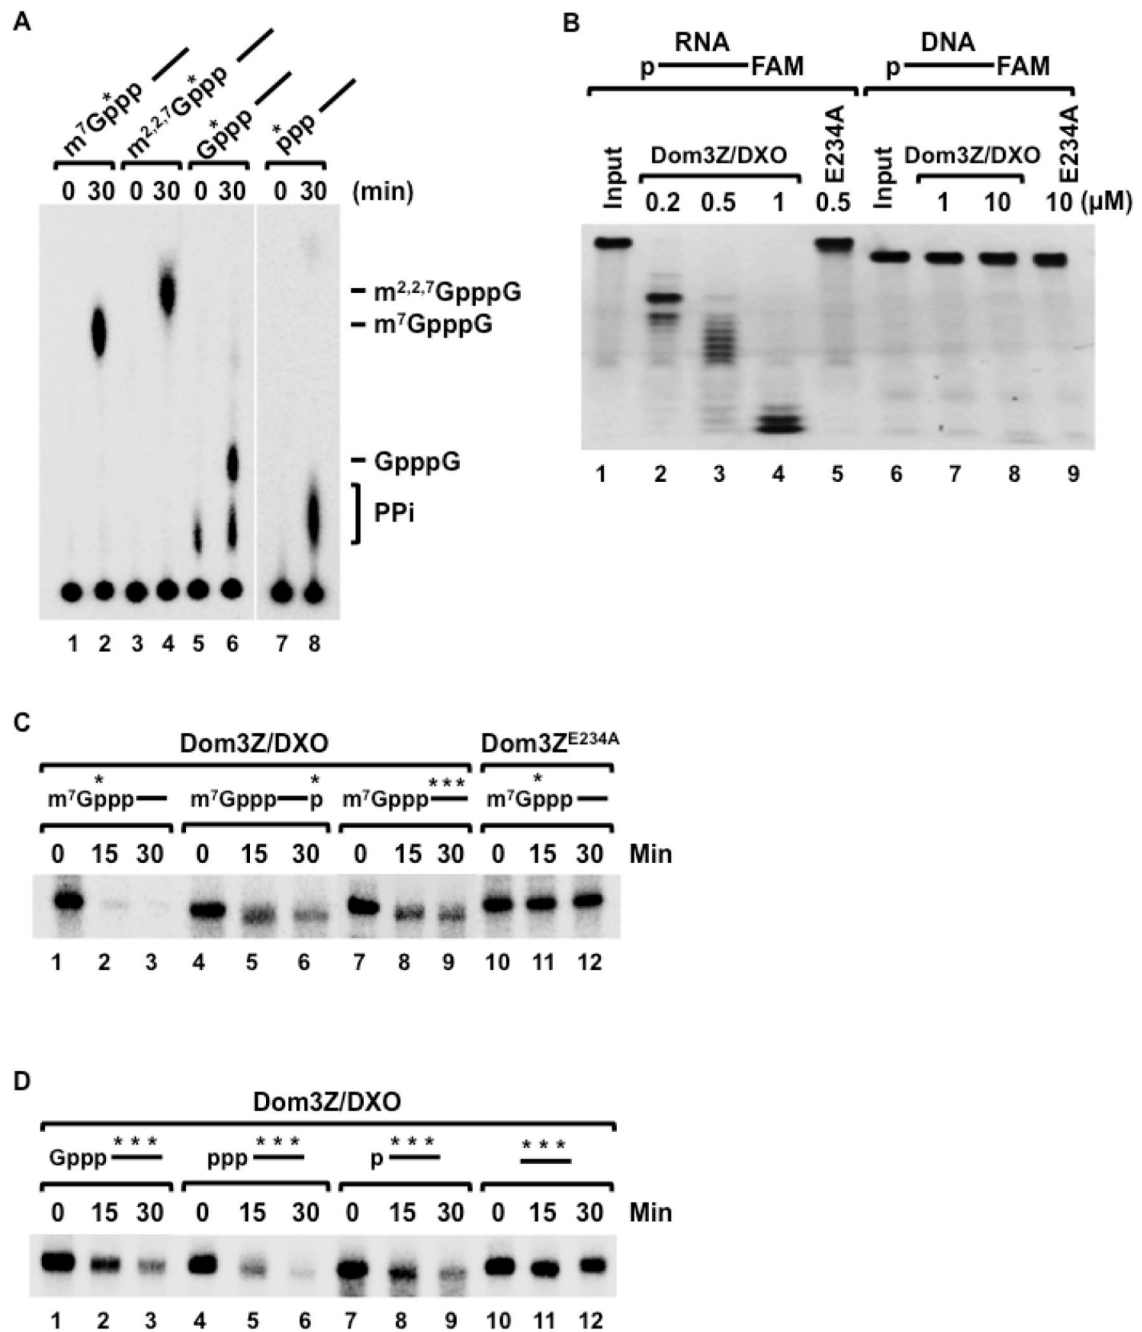 A
m⁷Gppp
*
m²,²,⁷Gppp
*
Gppp
*
ppp
*
0 30 0 30 0 30 0 30 (min)
m²,²,⁷GpppG
m⁷GpppG
GpppG
PPi
1 2 3 4 5 6 7 8
B
RNA DNA
p FAM p FAM
Input Dom3Z/DXO E234A Input Dom3Z/DXO E234A
0.2 0.5 1 0.5 1 10 10 (µM)
1 2 3 4 5 6 7 8 9
C
Dom3Z/DXO Dom3Zᴱ²³⁴ᴬ
* * *** *
m⁷Gppp m⁷Gppp p m⁷Gppp m⁷Gppp
0 15 30 0 15 30 0 15 30 0 15 30 Min
1 2 3 4 5 6 7 8 9 10 11 12
D
Dom3Z/DXO
*** *** *** ***
Gppp ppp p
0 15 30 0 15 30 0 15 30 0 15 30 Min
1 2 3 4 5 6 7 8 9 10 11 12